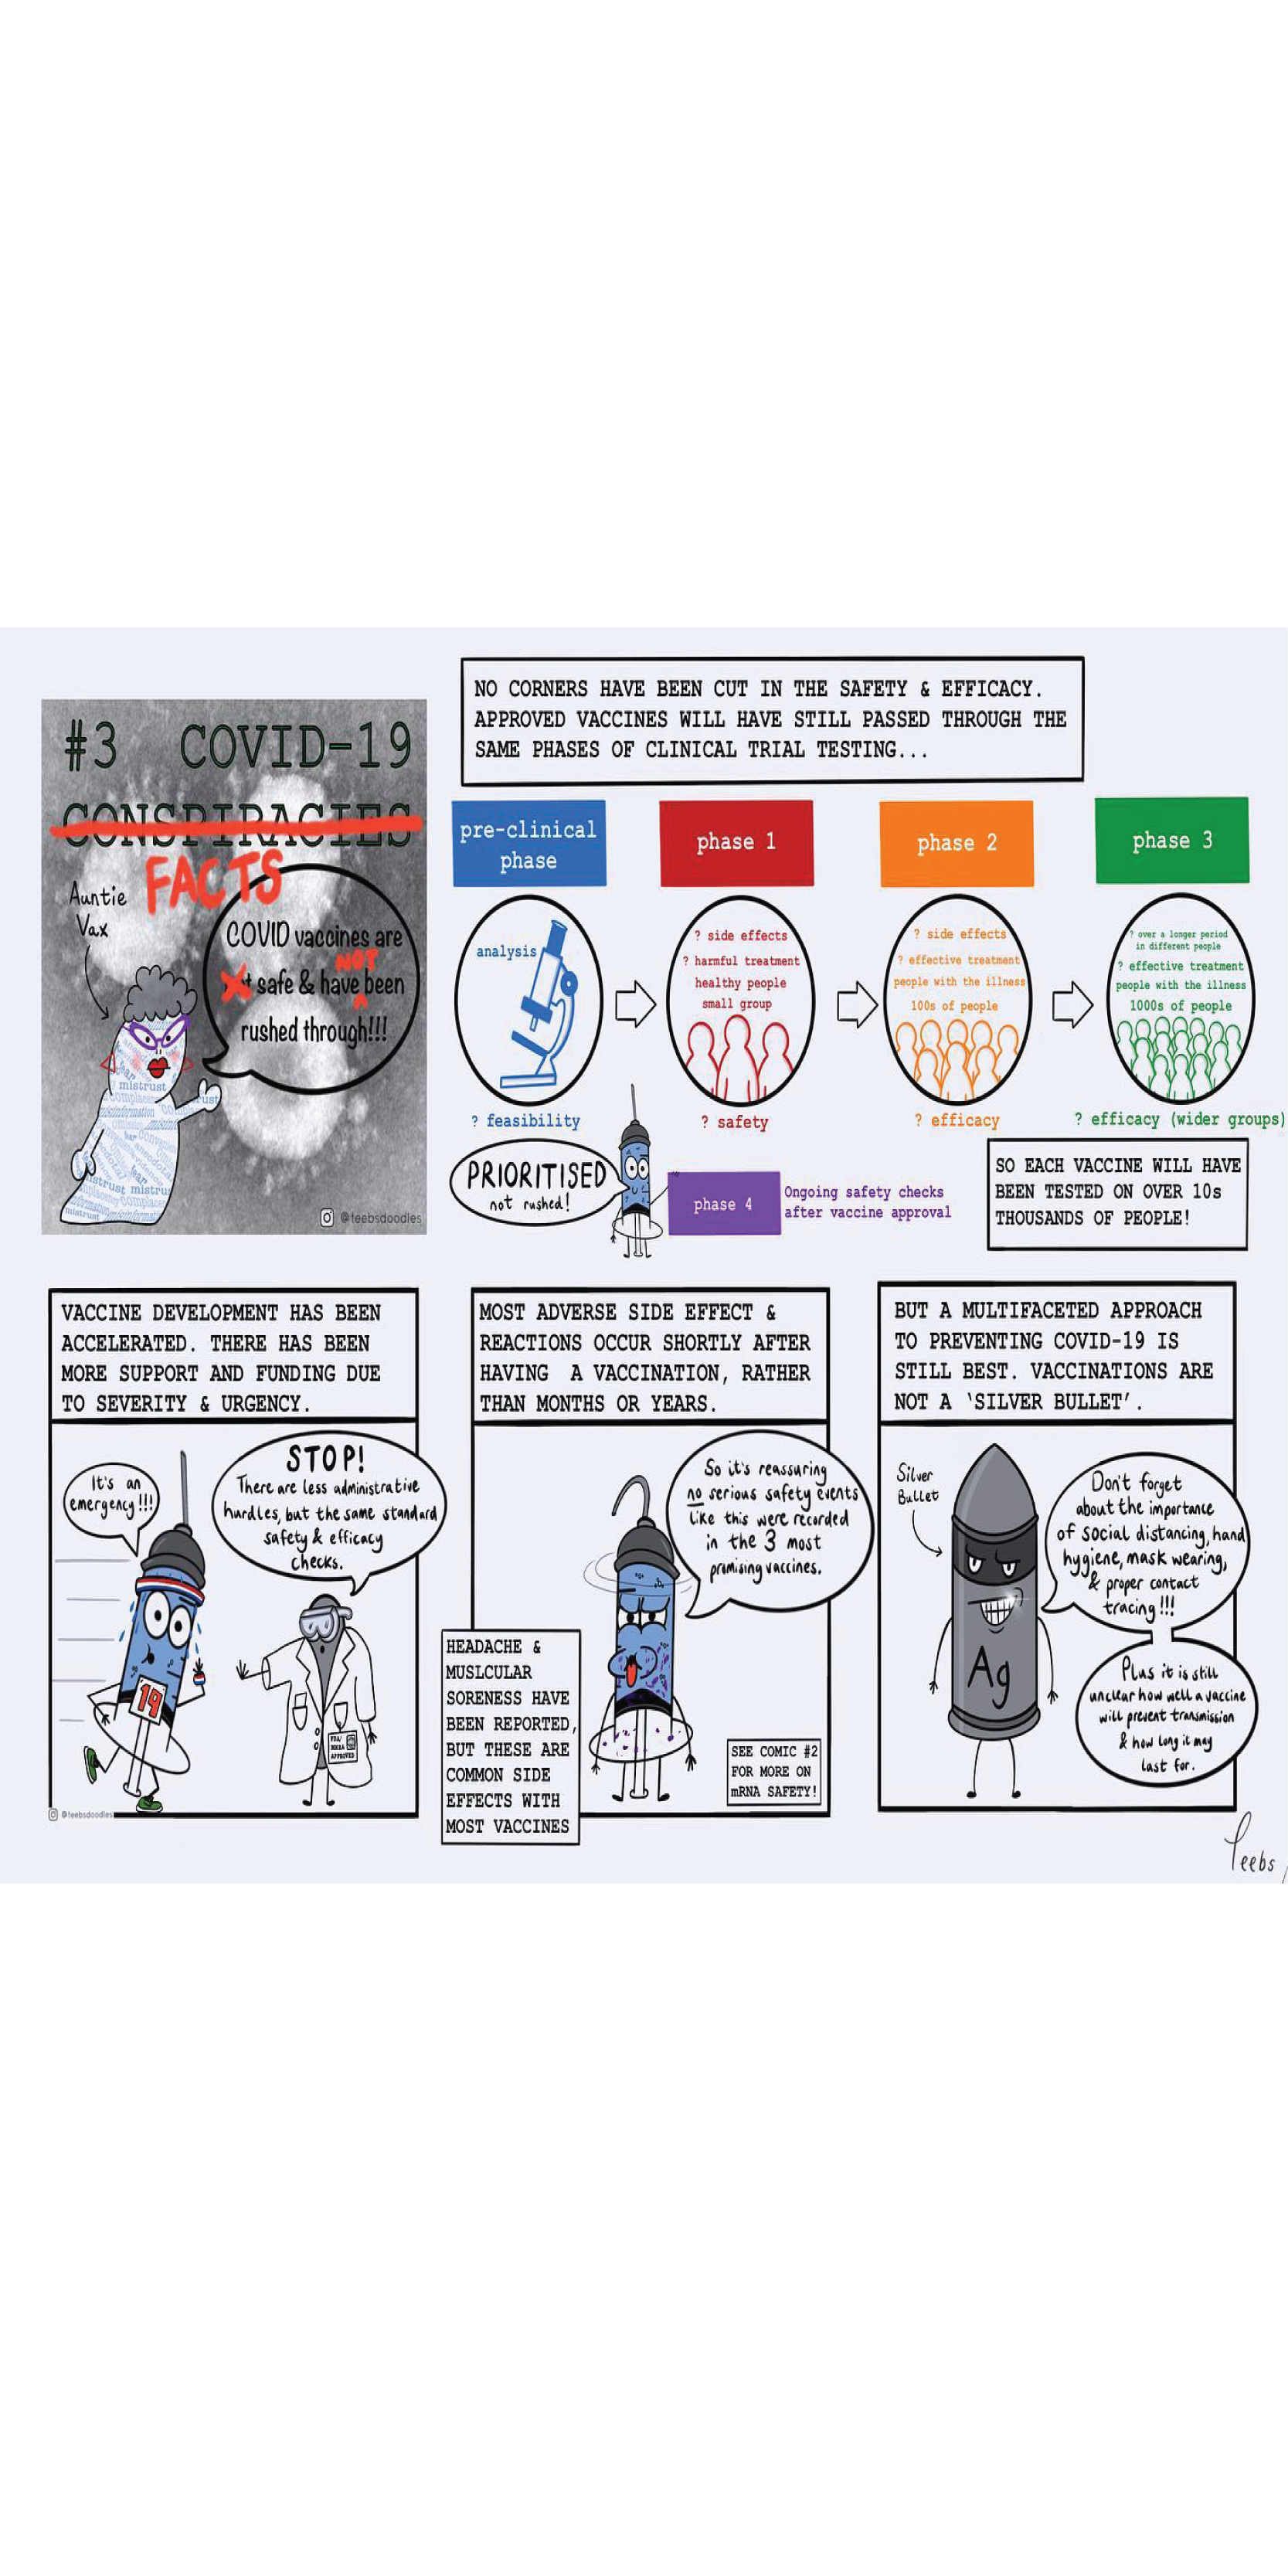 #3 COVID-19
CONSPIRACIES
FACTS
Auntie
Vax
COVID vaccines are
safe & have NOT been
rushed through!!!
mistrust
misinformation
fear
mistrust
@teebsdoodles
NO CORNERS HAVE BEEN CUT IN THE SAFETY & EFFICACY.
APPROVED VACCINES WILL HAVE STILL PASSED THROUGH THE
SAME PHASES OF CLINICAL TRIAL TESTING...
pre-clinical
phase
analysis
? feasibility
phase 1
? side effects
? harmful treatment
healthy people
small group
? safety
phase 2
? side effects
? effective treatment
people with the illness
100s of people
? efficacy
phase 3
? over a longer period
in different people
? effective treatment
people with the illness
1000s of people
? efficacy (wider groups)
PRIORITISED
not rushed!
phase 4
Ongoing safety checks
after vaccine approval
SO EACH VACCINE WILL HAVE
BEEN TESTED ON OVER 10s
THOUSANDS OF PEOPLE!
VACCINE DEVELOPMENT HAS BEEN
ACCELERATED. THERE HAS BEEN
MORE SUPPORT AND FUNDING DUE
TO SEVERITY & URGENCY.
It's an
emergency!!!
STOP!
There are less administrative
hurdles, but the same standard
safety & efficacy
checks.
19
FDA/
MHRA
APPROVED
@teebsdoodles
MOST ADVERSE SIDE EFFECT &
REACTIONS OCCUR SHORTLY AFTER
HAVING A VACCINATION, RATHER
THAN MONTHS OR YEARS.
So it's reassuring
no serious safety events
like this were recorded
in the 3 most
promising vaccines.
HEADACHE &
MUSLCULAR
SORENESS HAVE
BEEN REPORTED,
BUT THESE ARE
COMMON SIDE
EFFECTS WITH
MOST VACCINES
SEE COMIC #2
FOR MORE ON
mRNA SAFETY!
BUT A MULTIFACETED APPROACH
TO PREVENTING COVID-19 IS
STILL BEST. VACCINATIONS ARE
NOT A 'SILVER BULLET'.
Silver
Bullet
Ag
Don't forget
about the importance
of social distancing, hand
hygiene, mask wearing,
& proper contact
tracing!!!
Plus it is still
unclear how well a vaccine
will prevent transmission
& how long it may
last for.
Teebs